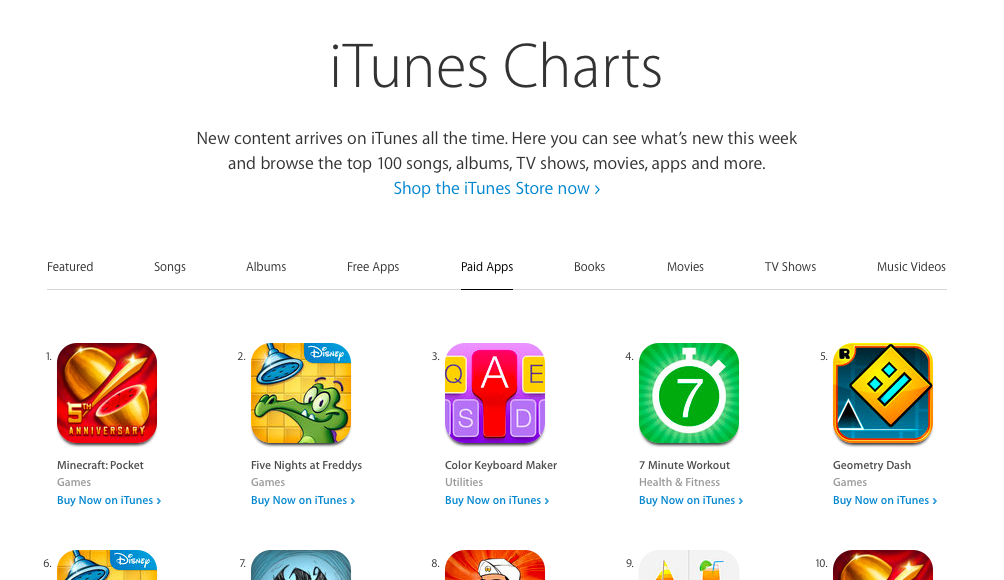 iTunes Charts
New content arrives on iTunes all the time. Here you can see what's new this week
and browse the top 100 songs, albums, TV shows, movies, apps and more.
Shop the iTunes Store now ›
Featured
Songs
Albums
Free Apps
Paid Apps
Books
Movies
TV Shows
Music Videos
1.
5TH
ANNIVERSARY
Minecraft: Pocket
Games
Buy Now on iTunes ›
2.
Disney
Five Nights at Freddys
Games
Buy Now on iTunes ›
3.
Q A E
S D
Color Keyboard Maker
Utilities
Buy Now on iTunes ›
4.
7
7 Minute Workout
Health & Fitness
Buy Now on iTunes ›
5.
R
Geometry Dash
Games
Buy Now on iTunes ›
6.
Disney
7.
8.
9.
10.